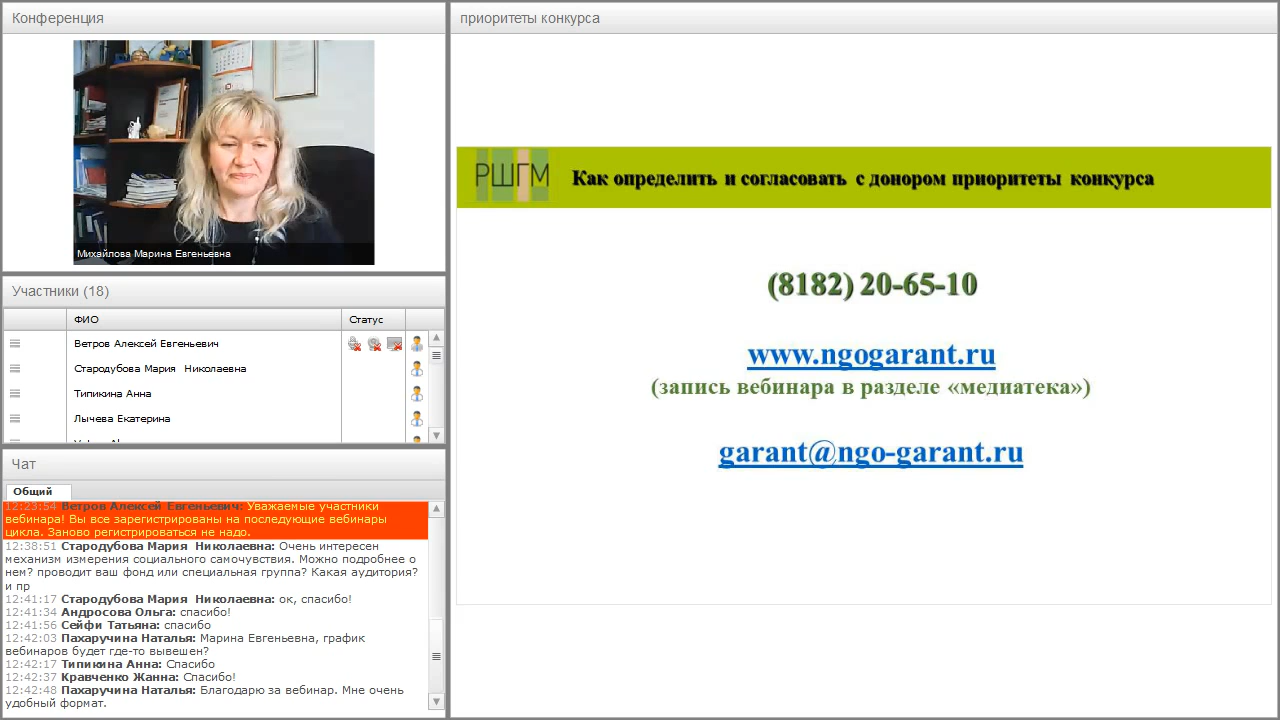 Конференция
Михайлова Марина Евгеньевна
Участники (18)
ФИО Статус
Ветров Алексей Евгеньевич
Стародубова Мария Николаевна
Типикина Анна
Лычева Екатерина
Чат
Общий
12:23:54 Ветров Алексей Евгеньевич: Уважаемые участники
вебинара! Вы все зарегистрированы на последующие вебинары
цикла. Заново регистрироваться не надо.
12:38:51 Стародубова Мария Николаевна: Очень интересен
механизм измерения социального самочувствия. Можно подробнее о
нем? проводит ваш фонд или специальная группа? Какая аудитория?
и пр
12:41:17 Стародубова Мария Николаевна: ок, спасибо!
12:41:34 Андросова Ольга: спасибо!
12:41:56 Сейфи Татьяна: спасибо
12:42:03 Пахаручина Наталья: Марина Евгеньевна, график
вебинаров будет где-то вывешен?
12:42:17 Типикина Анна: Спасибо
12:42:37 Кравченко Жанна: Спасибо!
12:42:48 Пахаручина Наталья: Благодарю за вебинар. Мне очень
удобный формат.
приоритеты конкурса
РШГМ Как определить и согласовать с донором приоритеты конкурса
(8182) 20-65-10
www.ngogarant.ru
(запись вебинара в разделе «медиатека»)
garant@ngo-garant.ru